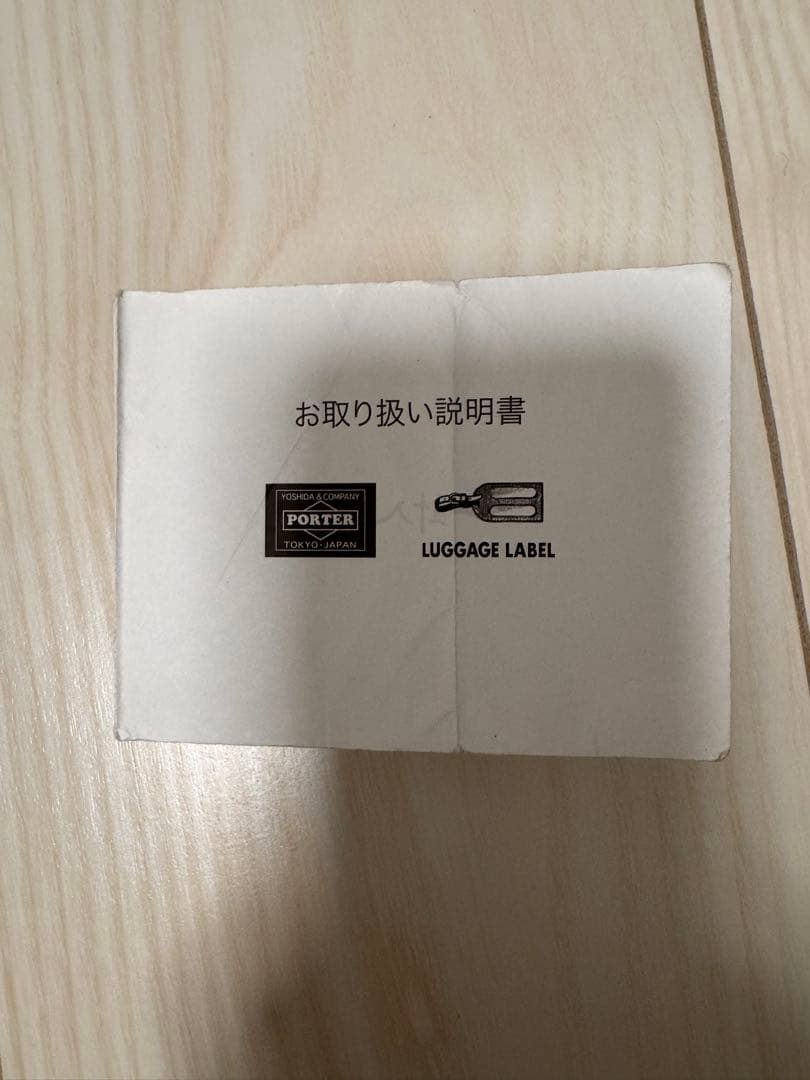 お取り扱い説明書
YOSHIDA & COMPANY
PORTER
TOKYO・JAPAN
LUGGAGE LABEL